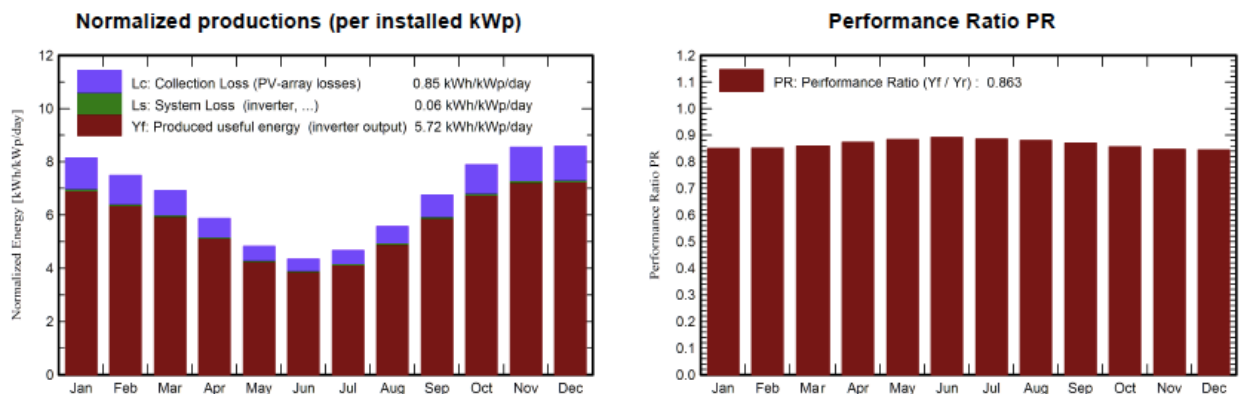 Normalized productions (per installed kWp)
Normalized Energy [kWh/kWp/day]
12
10
8
6
4
2
0
Lc: Collection Loss (PV-array losses) 0.85 kWh/kWp/day
Ls: System Loss (inverter, ...) 0.06 kWh/kWp/day
Yf: Produced useful energy (inverter output) 5.72 kWh/kWp/day
Jan Feb Mar Apr May Jun Jul Aug Sep Oct Nov Dec
Performance Ratio PR
Performance Ratio PR
1.2
1.1
1.0
0.9
0.8
0.7
0.6
0.5
0.4
0.3
0.2
0.1
0.0
PR: Performance Ratio (Yf / Yr) : 0.863
Jan Feb Mar Apr May Jun Jul Aug Sep Oct Nov Dec